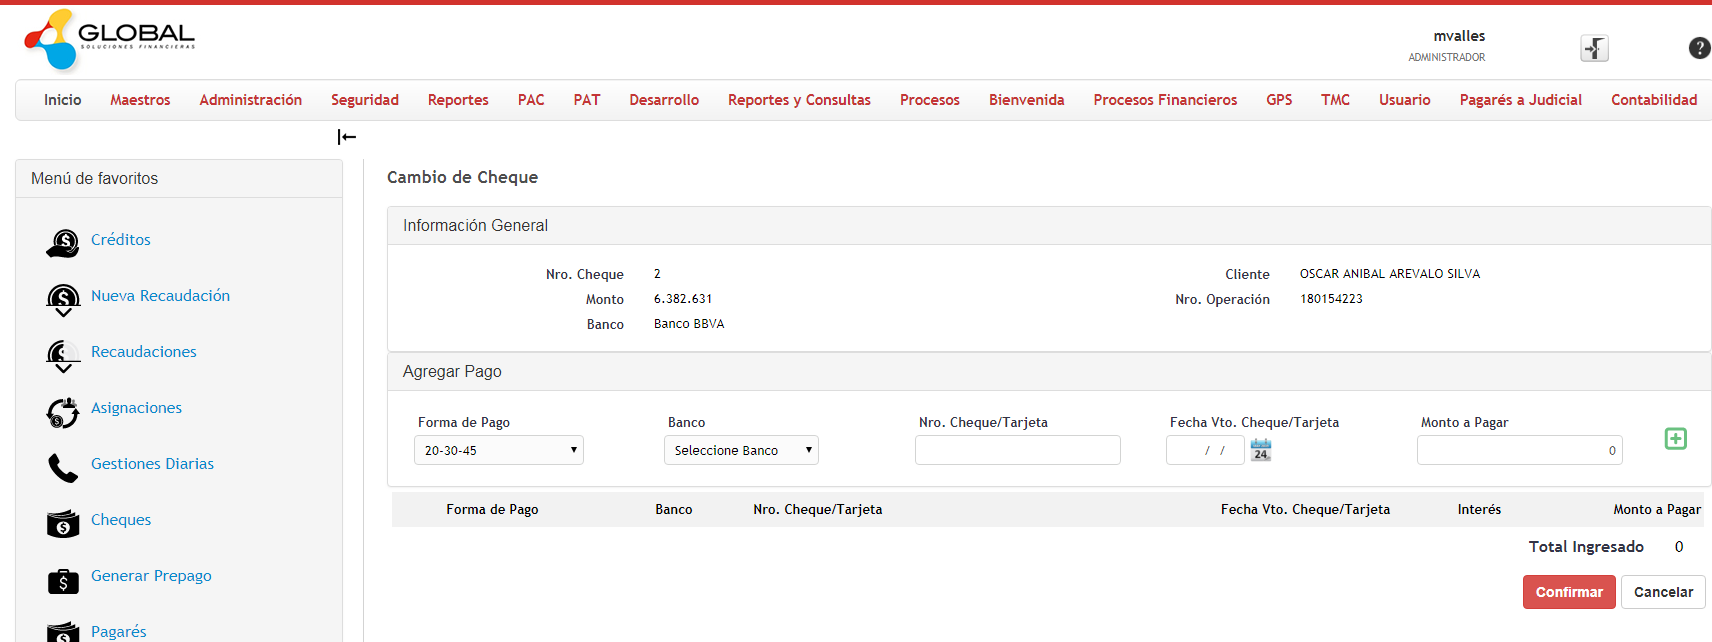 GLOBAL
SOLUCIONES FINANCIERAS
mvalles
ADMINISTRADOR
?
Inicio Maestros Administración Seguridad Reportes PAC PAT Desarrollo Reportes y Consultas Procesos Bienvenida Procesos Financieros GPS TMC Usuario Pagarés a Judicial Contabilidad
Menú de favoritos
Créditos
Nueva Recaudación
Recaudaciones
Asignaciones
Gestiones Diarias
Cheques
Generar Prepago
Pagarés
Cambio de Cheque
Información General
Nro. Cheque 2 Cliente OSCAR ANIBAL AREVALO SILVA
Monto 6.382.631 Nro. Operación 180154223
Banco Banco BBVA
Agregar Pago
Forma de Pago Banco Nro. Cheque/Tarjeta Fecha Vto. Cheque/Tarjeta Monto a Pagar
20-30-45 Seleccione Banco / / 24 0
Forma de Pago Banco Nro. Cheque/Tarjeta Fecha Vto. Cheque/Tarjeta Interés Monto a Pagar
Total Ingresado 0
Confirmar Cancelar